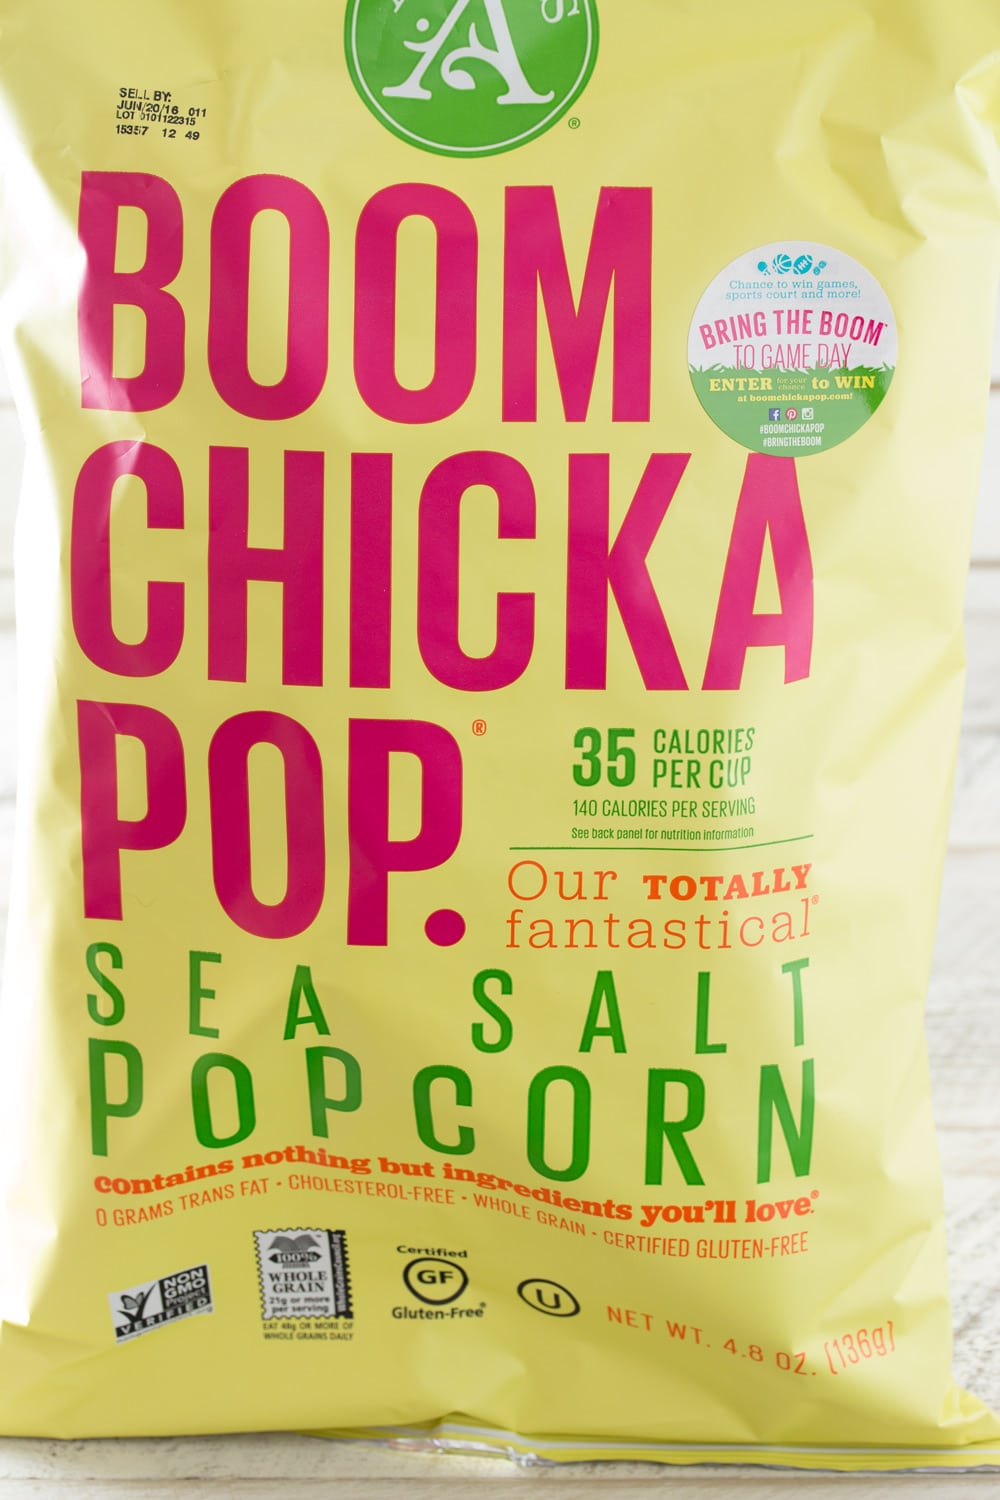 A
S
®
SELL BY:
JUN/20/16 011
LOT 0101122315
15357 12 49
BOOM
CHICKA
POP.®
Chance to win games,
sports court and more!
BRING THE BOOM™
TO GAME DAY
ENTER for your chance to WIN
at boomchickapop.com!
#BOOMCHICKAPOP
#BRINGTHEBOOM
35 CALORIES
PER CUP
140 CALORIES PER SERVING
See back panel for nutrition information
Our TOTALLY
fantastical®
SEA SALT
POPCORN
contains nothing but ingredients you'll love.®
0 GRAMS TRANS FAT • CHOLESTEROL-FREE • WHOLE GRAIN • CERTIFIED GLUTEN-FREE
NON
GMO
VERIFIED
100%
WHOLE
GRAIN
21g or more
per serving
EAT 48g OR MORE OF
WHOLE GRAINS DAILY
Certified
GF
Gluten-Free®
U
NET WT. 4.8 OZ. (136g)